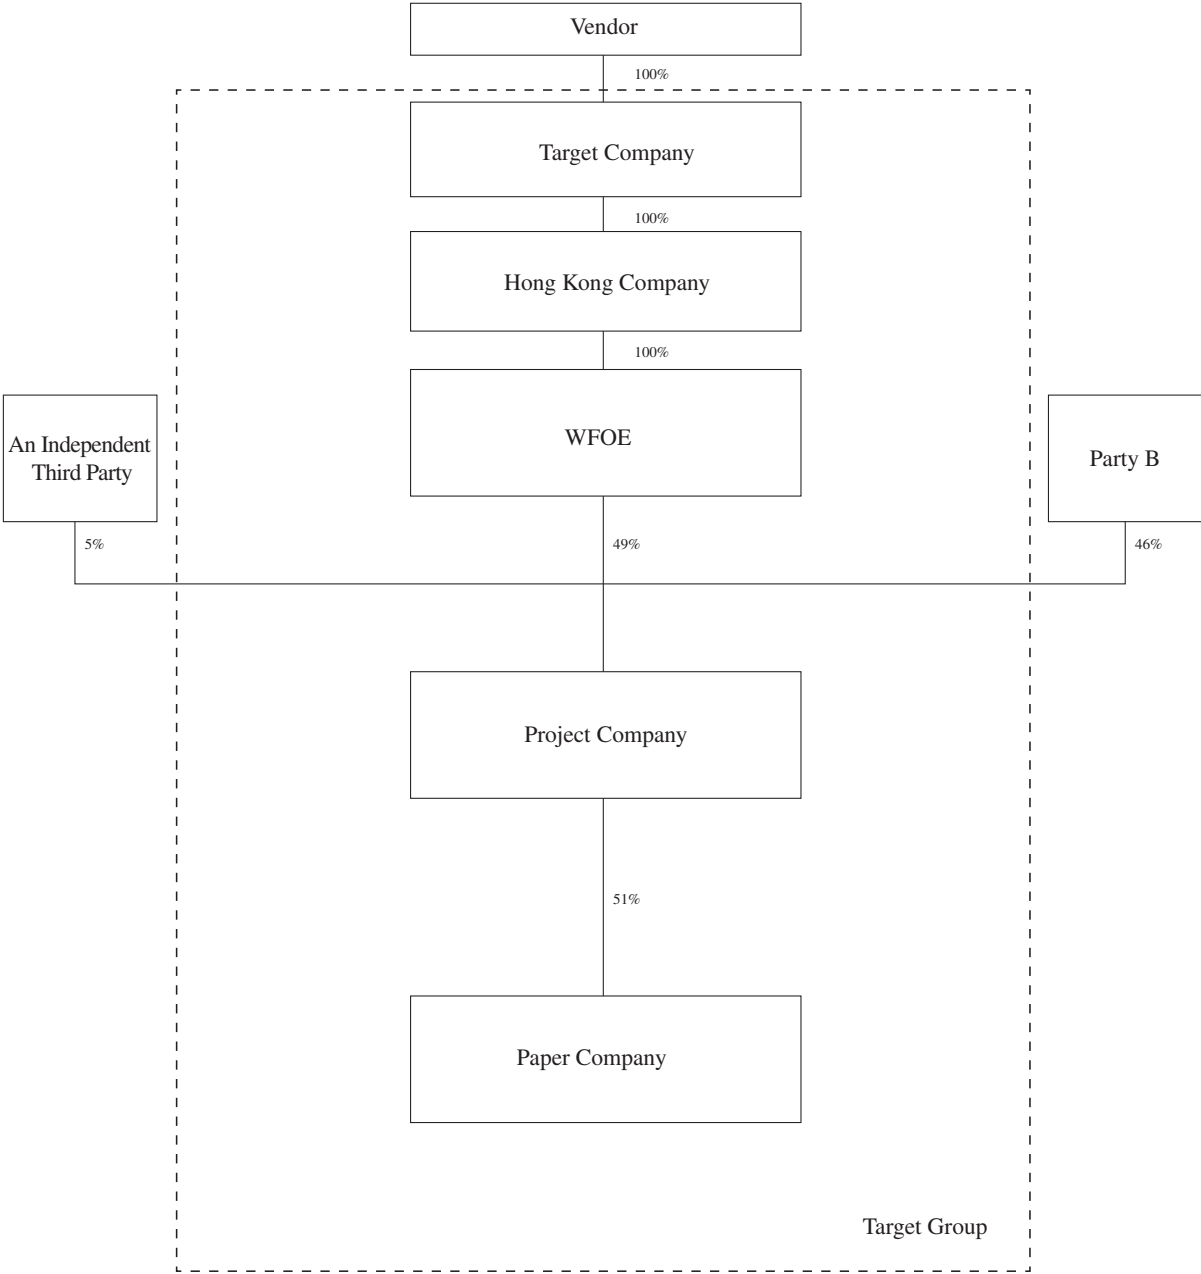 Vendor
100%
Target Company
100%
Hong Kong Company
100%
WFOE
An Independent
Third Party
Party B
5%
49%
46%
Project Company
51%
Paper Company
Target Group